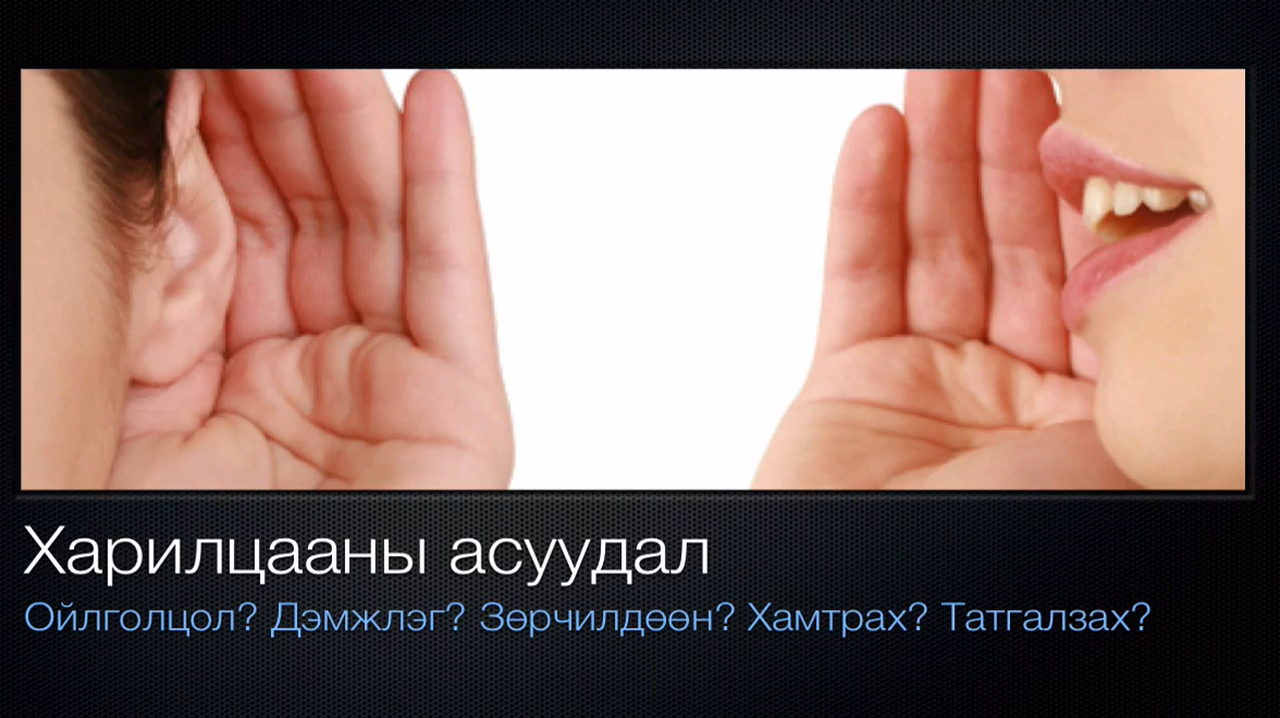 Харилцааны асуудал
Ойлголцол? Дэмжлэг? Зөрчилдөөн? Хамтрах? Татгалзах?